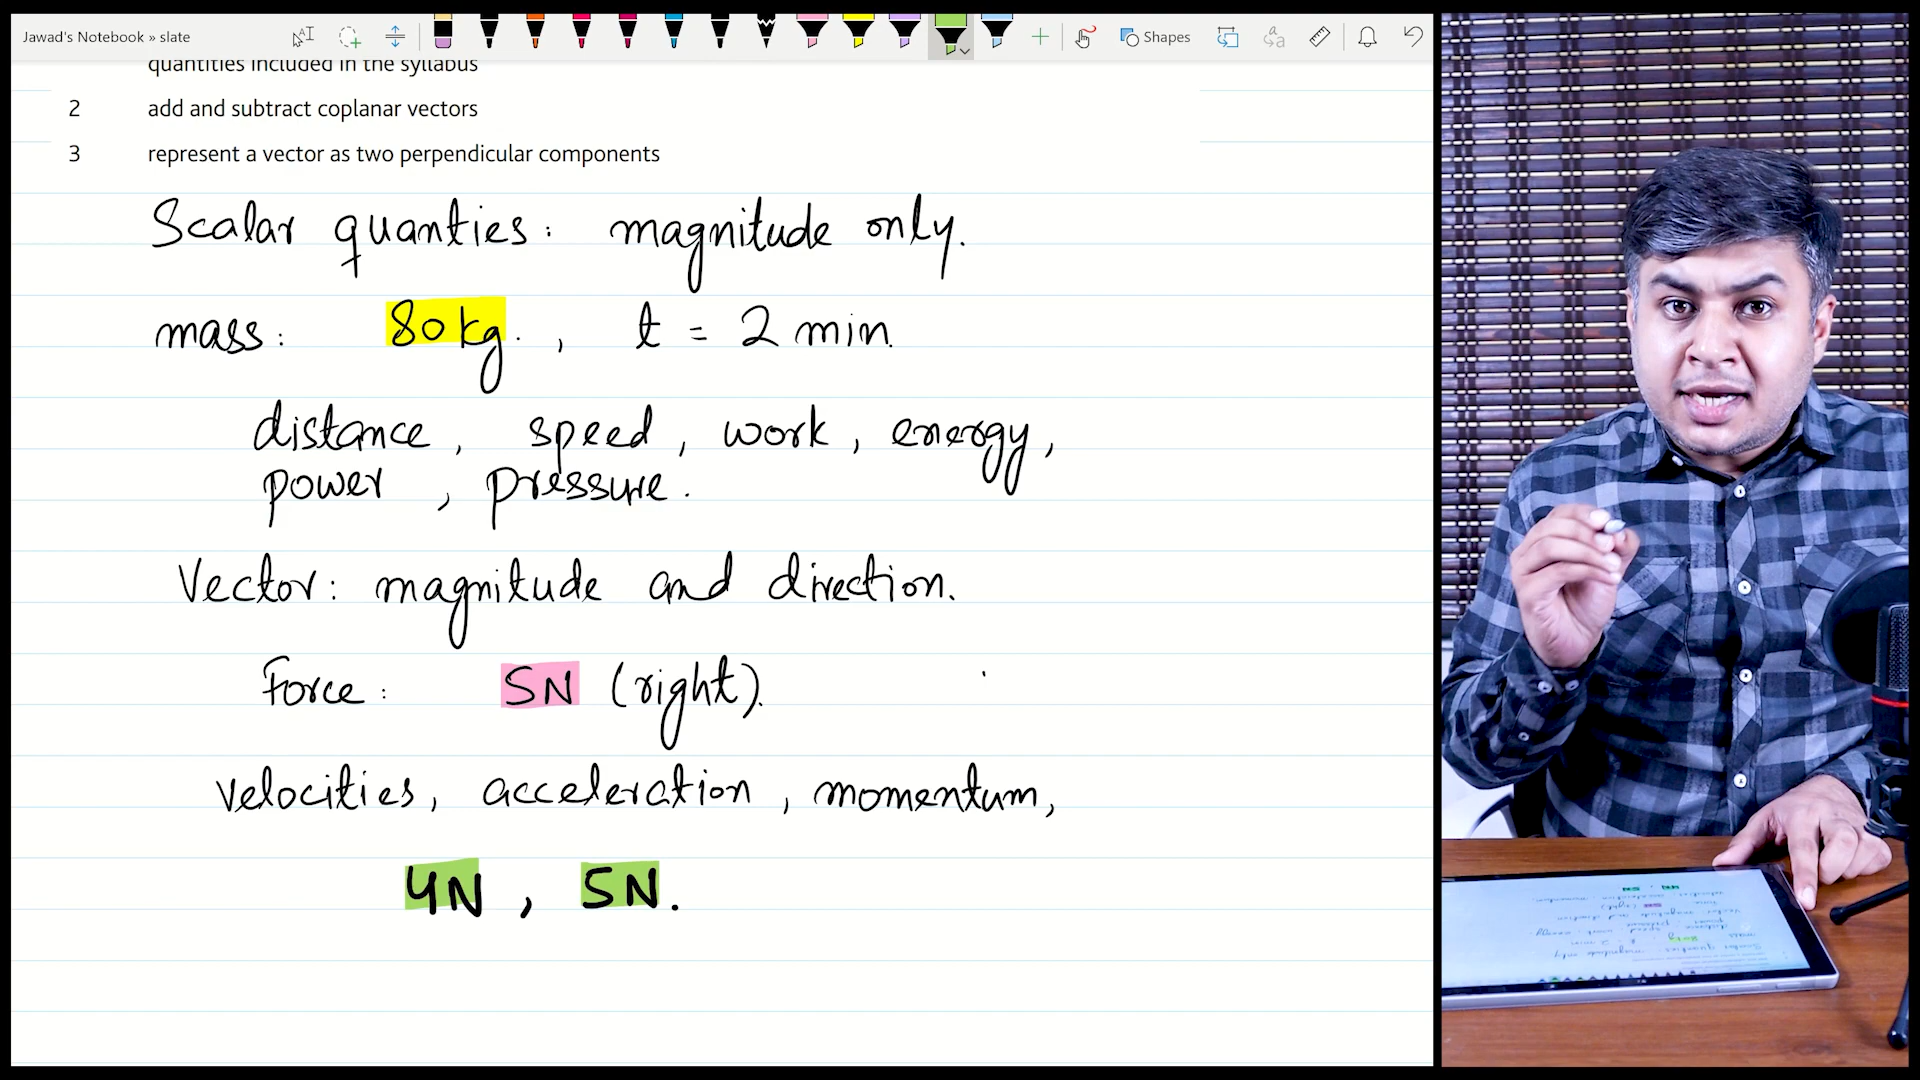 Jawad's Notebook » slate
Shapes
quantities included in the syllabus
2 add and subtract coplanar vectors
3 represent a vector as two perpendicular components
Scalar quanties: magnitude only.
mass: 80kg. , t = 2 min.
distance, speed, work, energy,
power, pressure.
Vector: magnitude and direction.
Force: 5N (right).
velocities, acceleration, momentum,
4N, 5N.